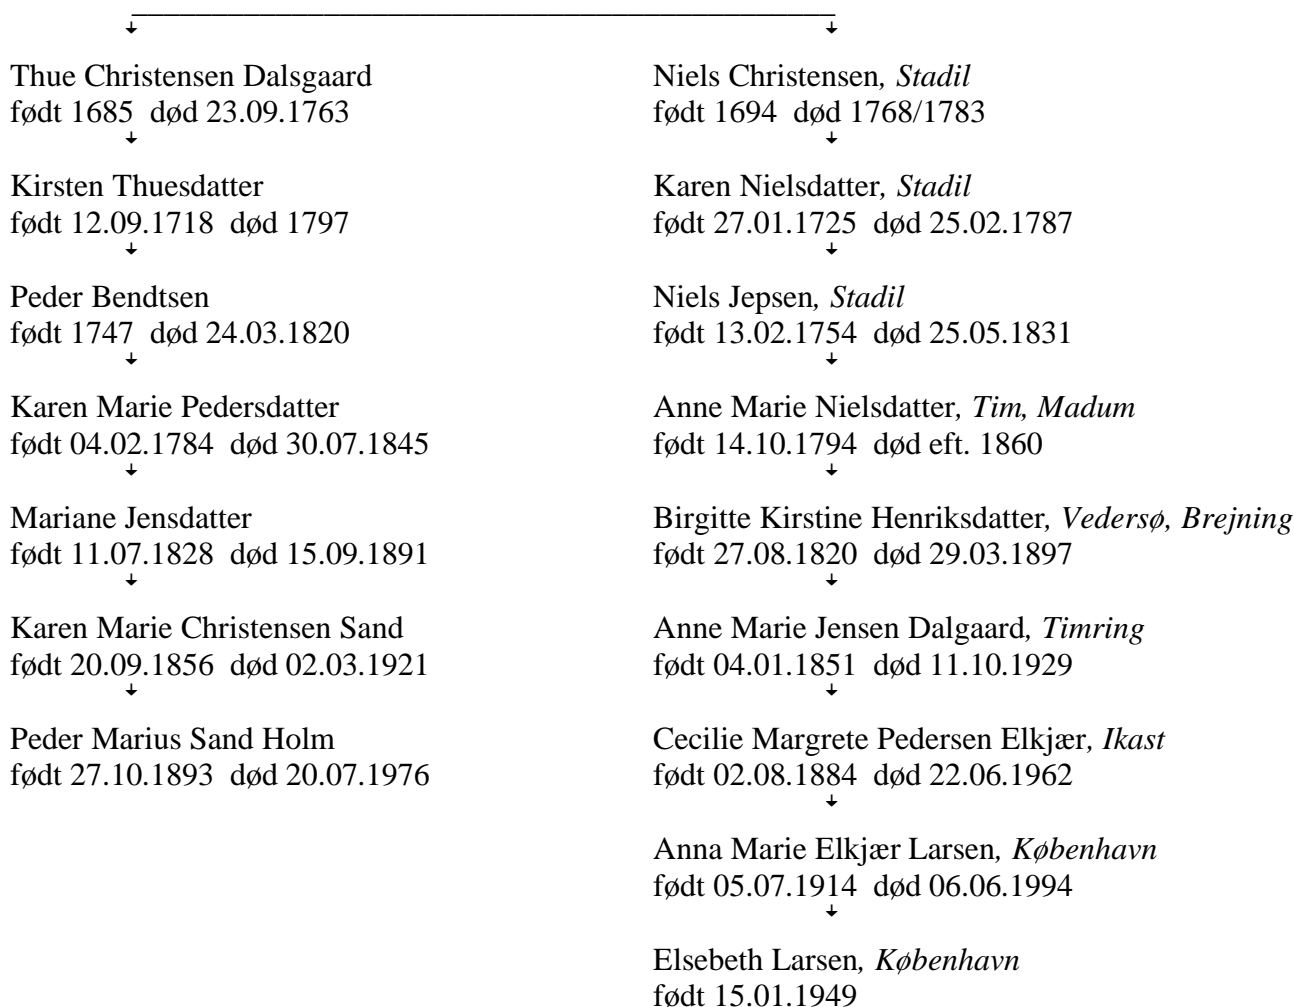 Thue Christensen Dalsgaard
født 1685 død 23.09.1763
Kirsten Thuesdatter
født 12.09.1718 død 1797
Peder Bendtsen
født 1747 død 24.03.1820
Karen Marie Pedersdatter
født 04.02.1784 død 30.07.1845
Mariane Jensdatter
født 11.07.1828 død 15.09.1891
Karen Marie Christensen Sand
født 20.09.1856 død 02.03.1921
Peder Marius Sand Holm
født 27.10.1893 død 20.07.1976
Niels Christensen, Stadil
født 1694 død 1768/1783
Karen Nielsdatter, Stadil
født 27.01.1725 død 25.02.1787
Niels Jepsen, Stadil
født 13.02.1754 død 25.05.1831
Anne Marie Nielsdatter, Tim, Madum
født 14.10.1794 død eft. 1860
Birgitte Kirstine Henriksdatter, Vedersø, Brejning
født 27.08.1820 død 29.03.1897
Anne Marie Jensen Dalgaard, Timring
født 04.01.1851 død 11.10.1929
Cecilie Margrete Pedersen Elkjær, Ikast
født 02.08.1884 død 22.06.1962
Anna Marie Elkjær Larsen, København
født 05.07.1914 død 06.06.1994
Elsebeth Larsen, København
født 15.01.1949